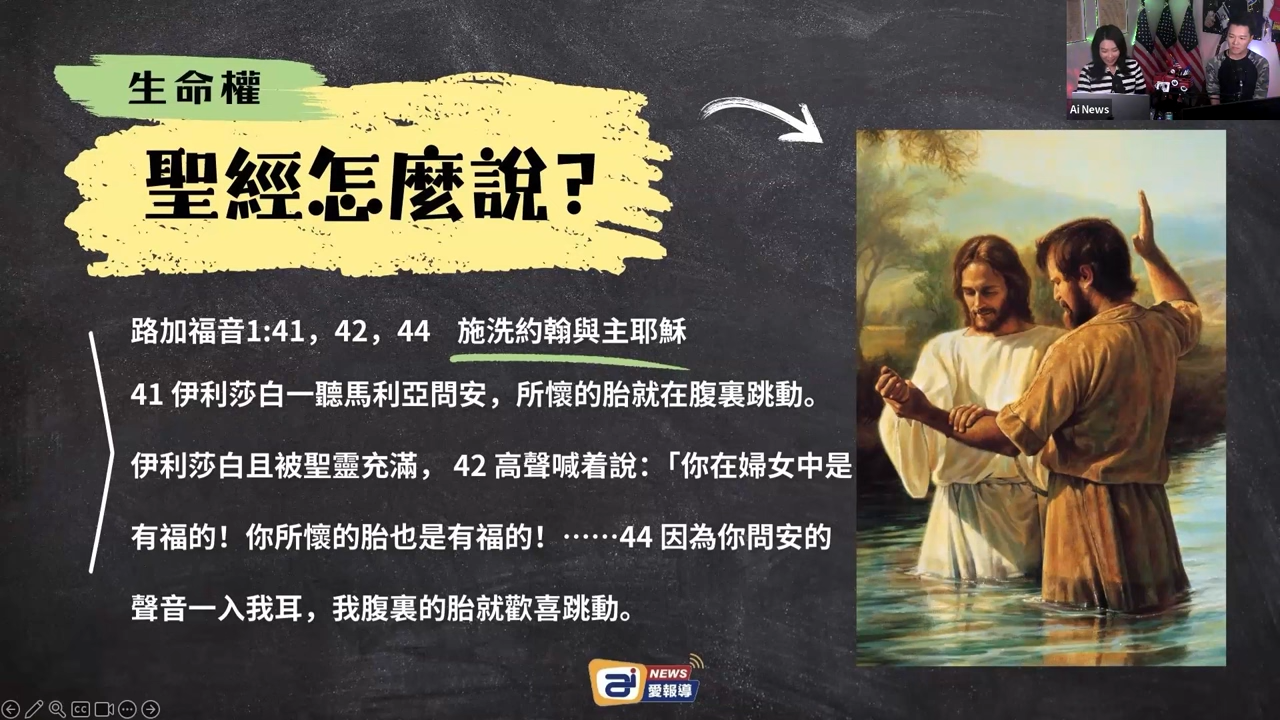 Ai News
生命權
聖經怎麼說?
路加福音1:41，42，44 施洗約翰與主耶穌
41 伊利莎白一聽馬利亞問安，所懷的胎就在腹裏跳動。
伊利莎白且被聖靈充滿， 42 高聲喊着說：「你在婦女中是
有福的！你所懷的胎也是有福的！……44 因為你問安的
聲音一入我耳，我腹裏的胎就歡喜跳動。
ai NEWS
愛報導
CC